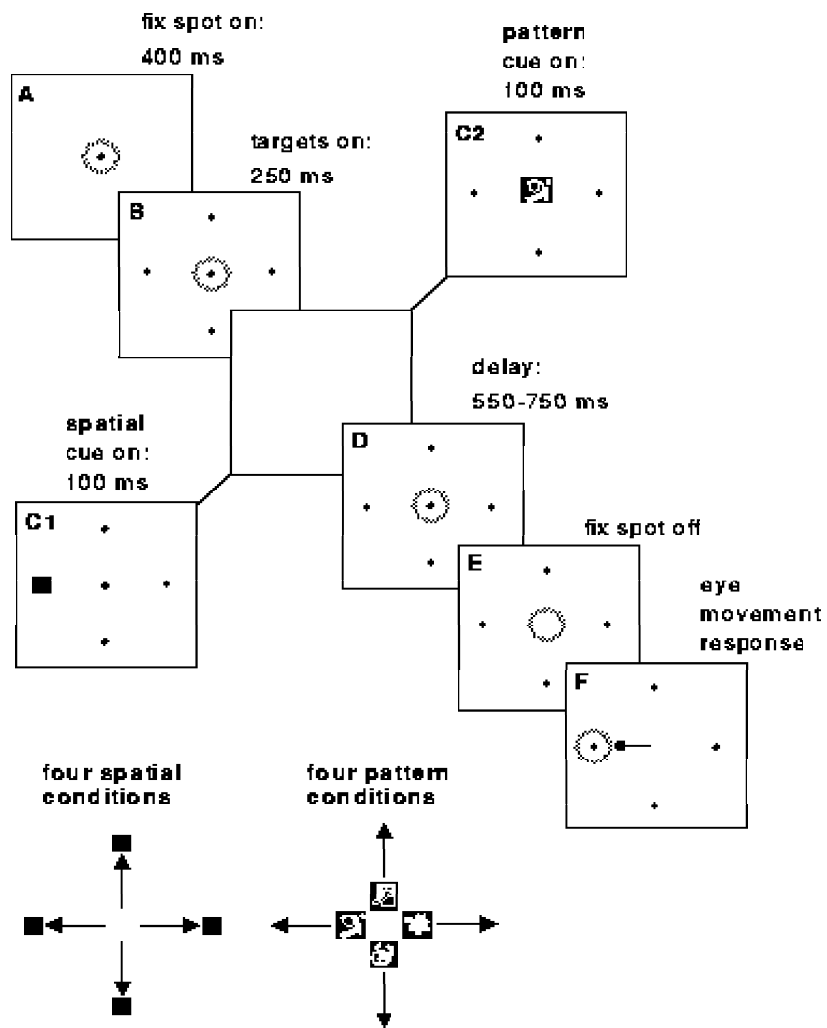 fix spot on:
400 ms
A
targets on:
250 ms
B
pattern
cue on:
100 ms
C2
spatial
cue on:
100 ms
C1
delay:
550-750 ms
D
fix spot off
E
eye
movement
response
F
four spatial
conditions
four pattern
conditions